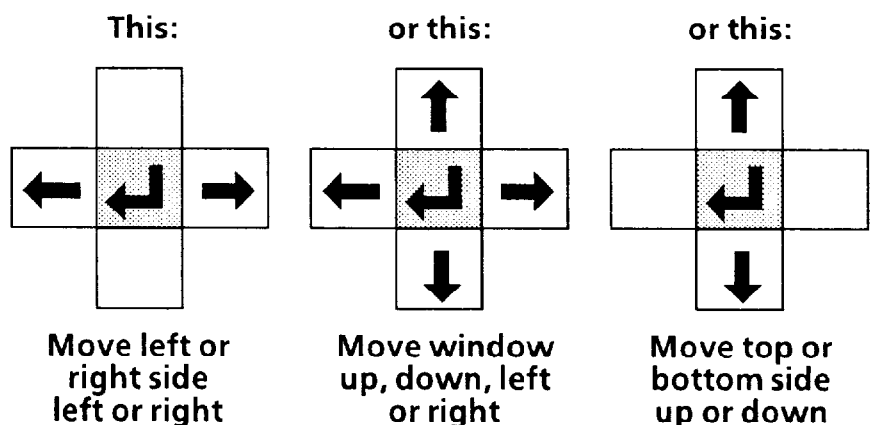 This:
or this:
or this:
Move left or
right side
left or right
Move window
up, down, left
or right
Move top or
bottom side
up or down